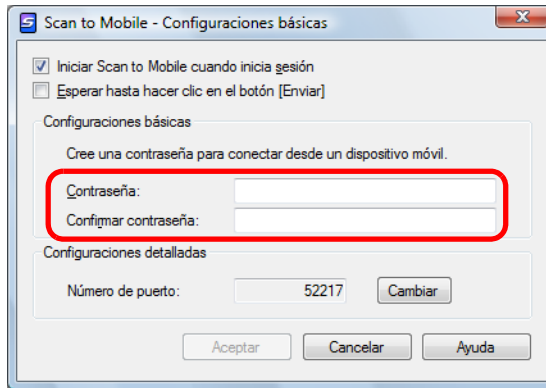 Scan to Mobile - Configuraciones básicas
Iniciar Scan to Mobile cuando inicia sesión
Esperar hasta hacer clic en el botón [Enviar]
Configuraciones básicas
Cree una contraseña para conectar desde un dispositivo móvil.
Contraseña:
Confirmar contraseña:
Configuraciones detalladas
Número de puerto: 52217 Cambiar
Aceptar Cancelar Ayuda